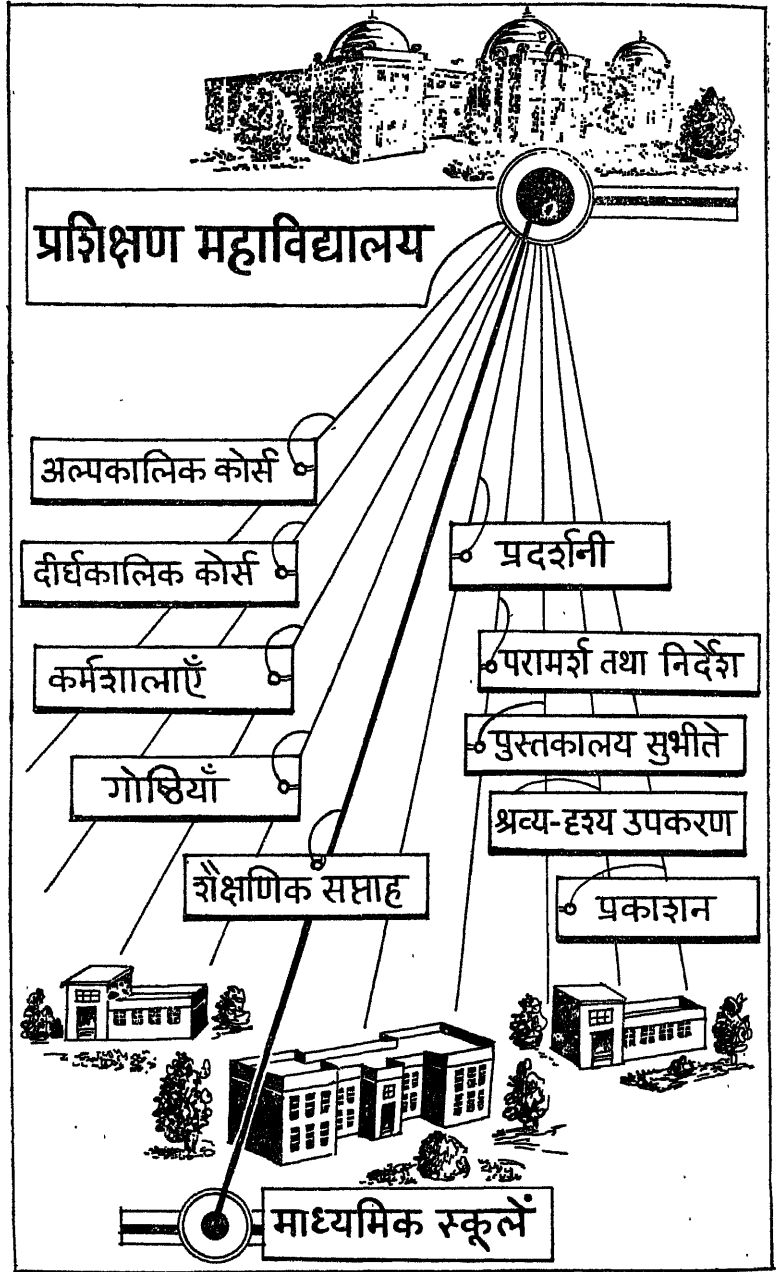 प्रशिक्षण महाविद्यालय
अल्पकालिक कोर्स
दीर्घकालिक कोर्स
कर्मशालाएँ
गोष्ठियाँ
शैक्षणिक सप्ताह
प्रदर्शनी
परामर्श तथा निर्देश
पुस्तकालय सुभीते
श्रव्य-दृश्य उपकरण
प्रकाशन
माध्यमिक स्कूलें